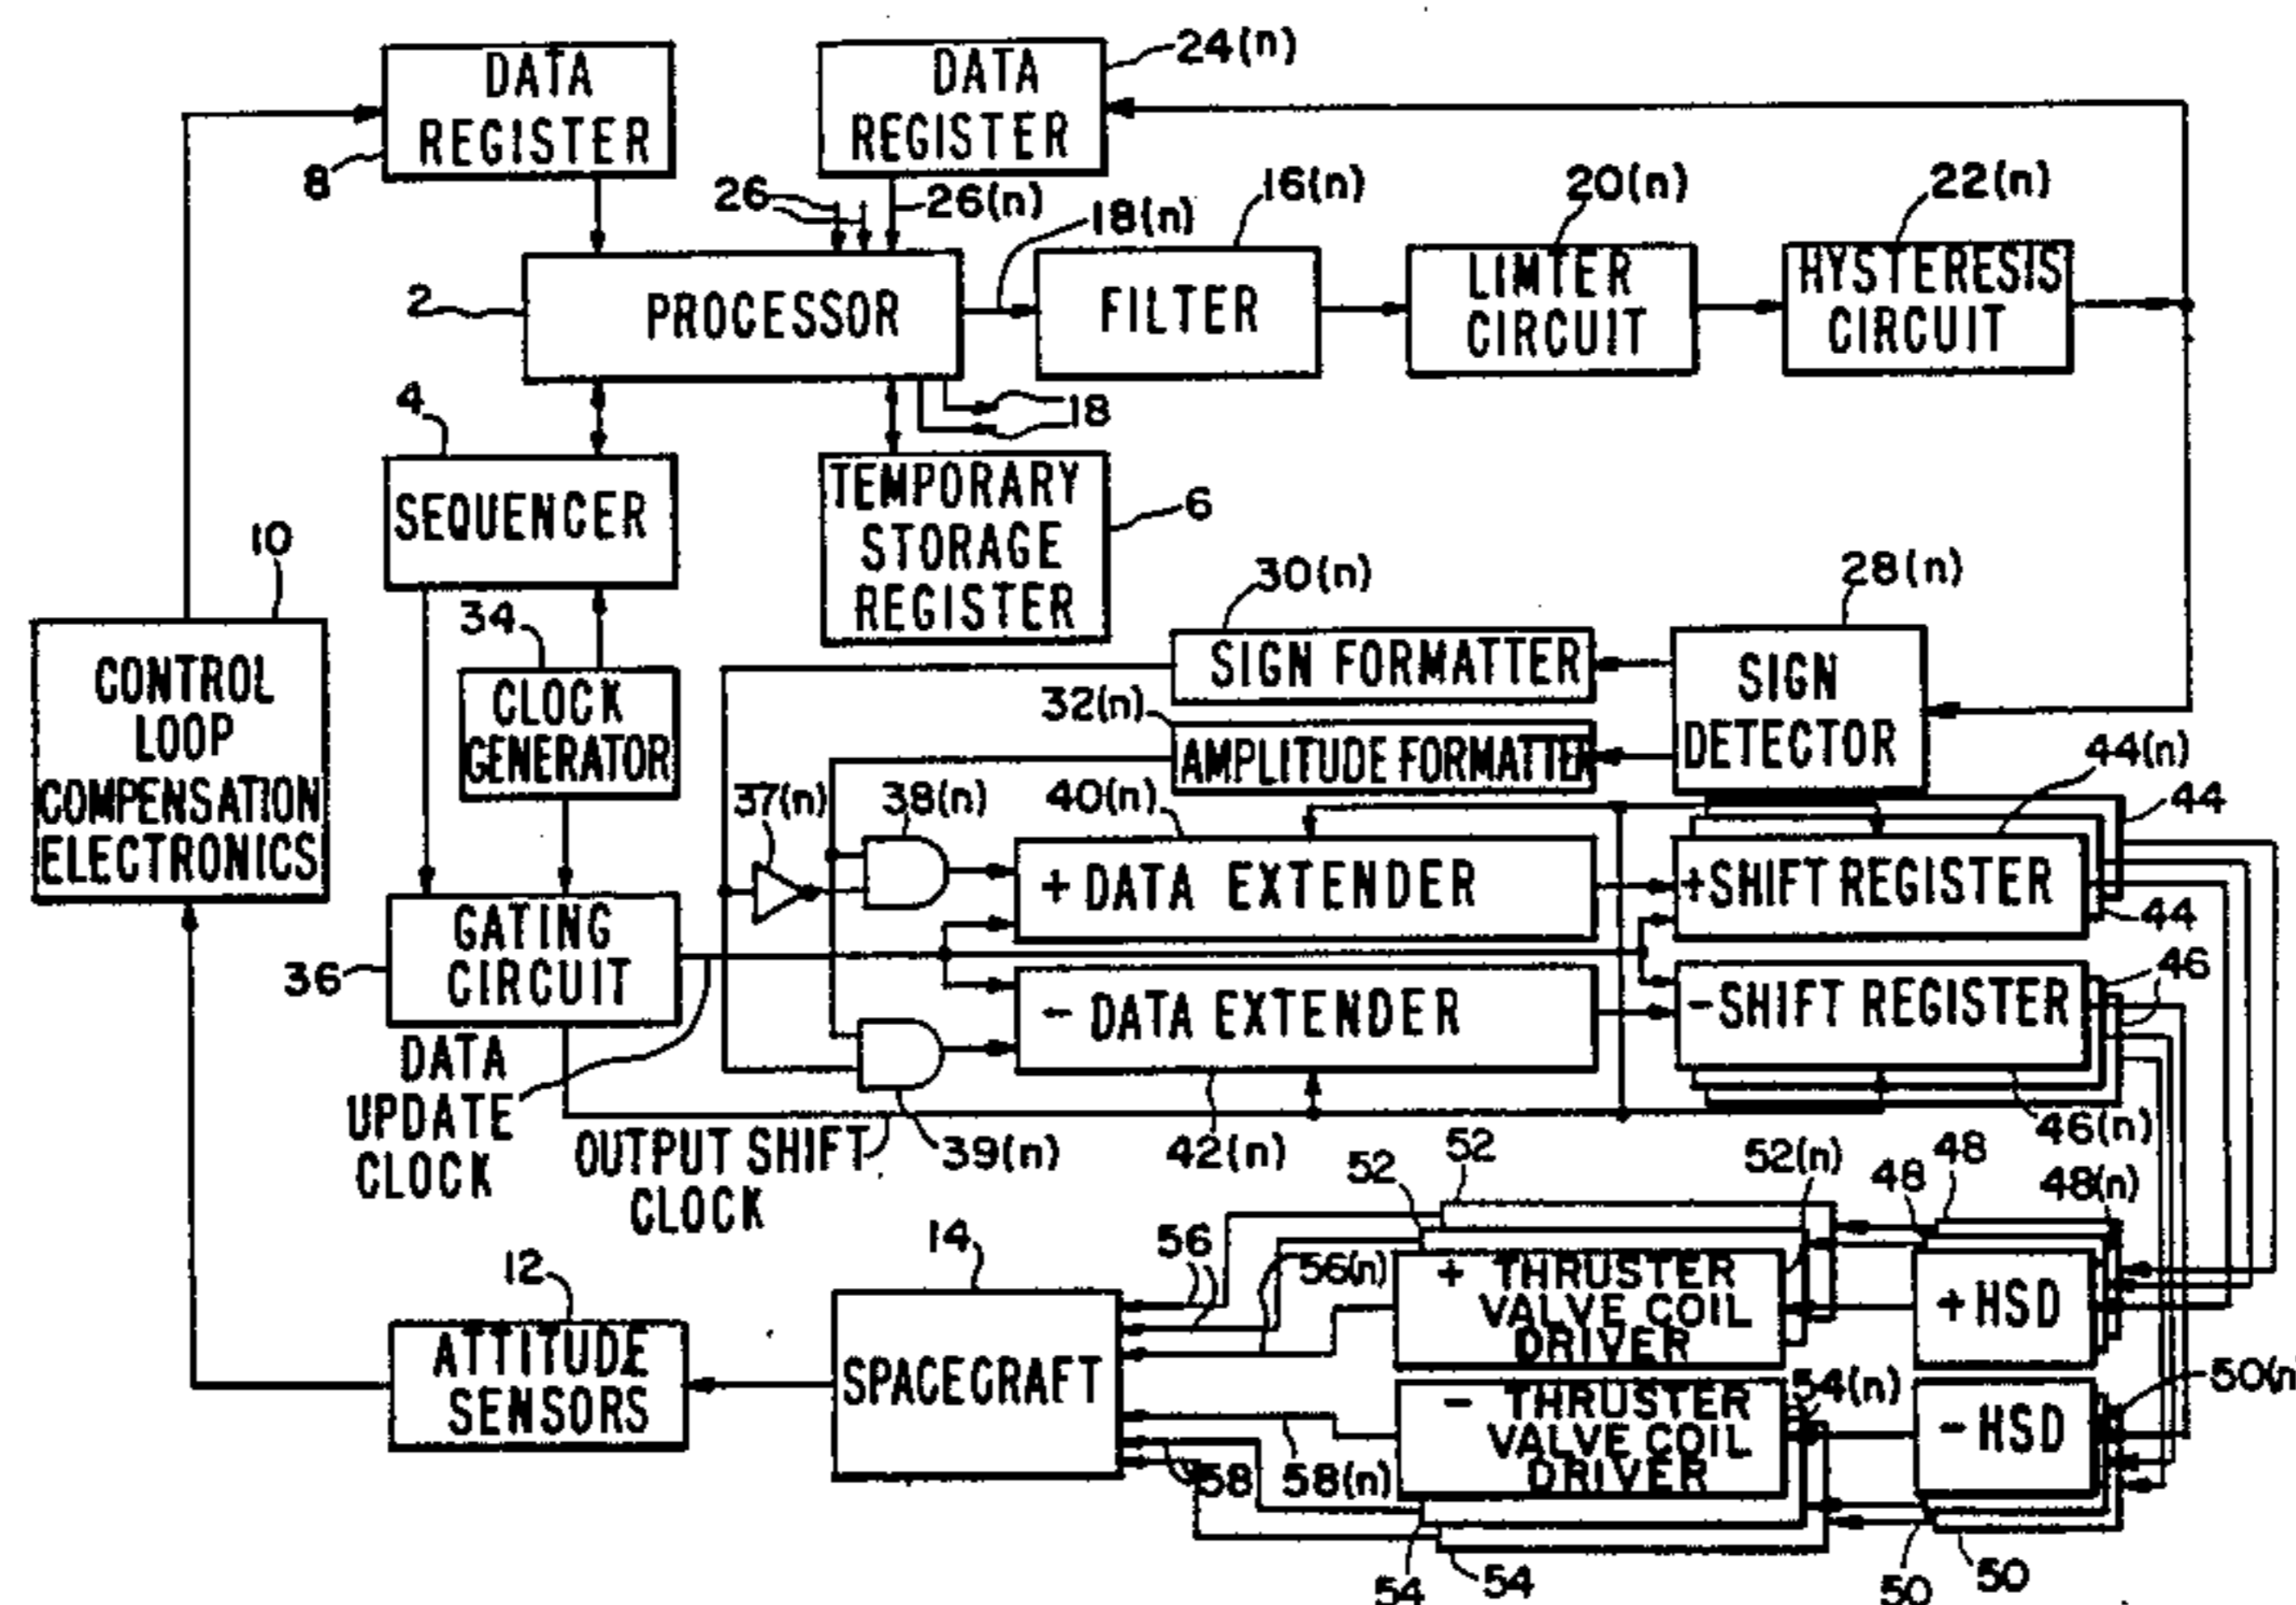 DATA
REGISTER
8
DATA
REGISTER
24(n)
26
26(n)
18(n)
16(n)
20(n)
22(n)
2
PROCESSOR
FILTER
LIMTER
CIRCUIT
HYSTERESIS
CIRCUIT
18
4
SEQUENCER
TEMPORARY
STORAGE
REGISTER
6
10
CONTROL
LOOP
COMPENSATION
ELECTRONICS
34
CLOCK
GENERATOR
30(n)
SIGN FORMATTER
28(n)
SIGN
DETECTOR
32(n)
AMPLITUDE FORMATTER
37(n)
38(n)
40(n)
44(n)
44
+ DATA EXTENDER
+SHIFT REGISTER
44
36
GATING
CIRCUIT
46
- DATA EXTENDER
-SHIFT REGISTER
DATA
UPDATE
CLOCK
OUTPUT SHIFT
CLOCK
39(n)
42(n)
46(n)
52
52
52(n)
48
48
48(n)
12
ATTITUDE
SENSORS
14
SPACECRAFT
56
56(n)
+ THRUSTER
VALVE COIL
DRIVER
+HSD
- THRUSTER
VALVE COIL
DRIVER
54(n)
-HSD
50(n
58
58(n)
54
54
50
50